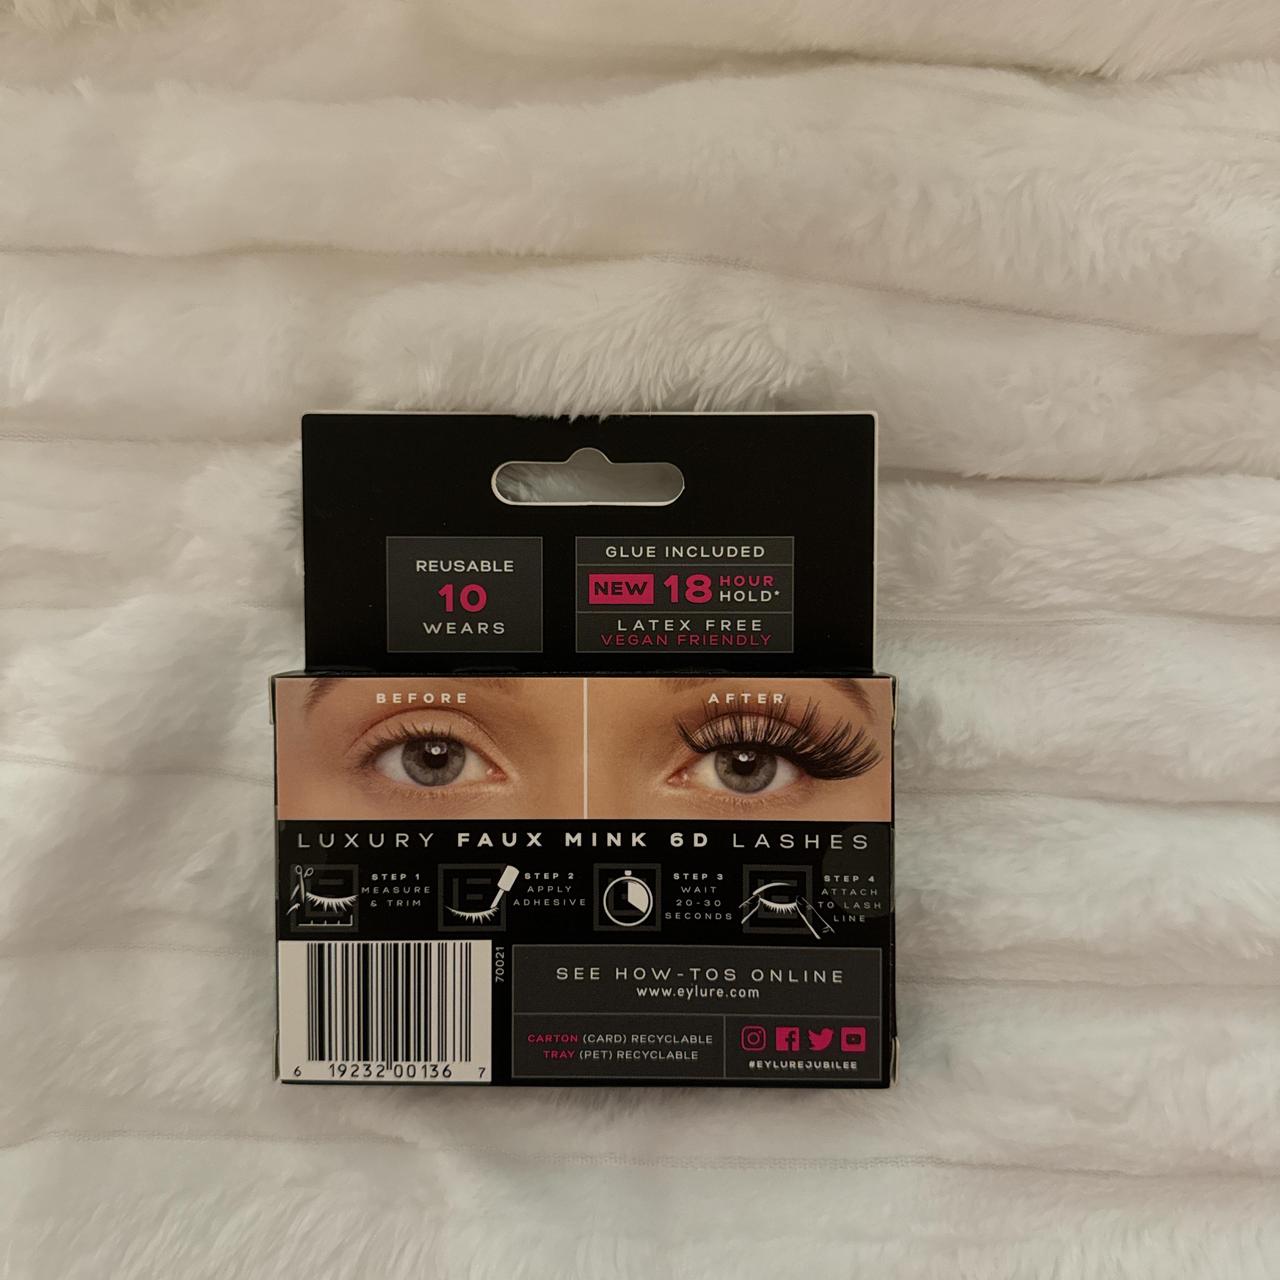 REUSABLE
10
WEARS
GLUE INCLUDED
NEW 18 HOUR
HOLD*
LATEX FREE
VEGAN FRIENDLY
BEFORE
AFTER
LUXURY FAUX MINK 6D LASHES
STEP 1
MEASURE
& TRIM
STEP 2
APPLY
ADHESIVE
STEP 3
WAIT
20-30
SECONDS
STEP 4
ATTACH
TO LASH
LINE
70021
6 19232 00136 7
SEE HOW-TOS ONLINE
www.eylure.com
CARTON (CARD) RECYCLABLE
TRAY (PET) RECYCLABLE
#EYLUREJUBILEE